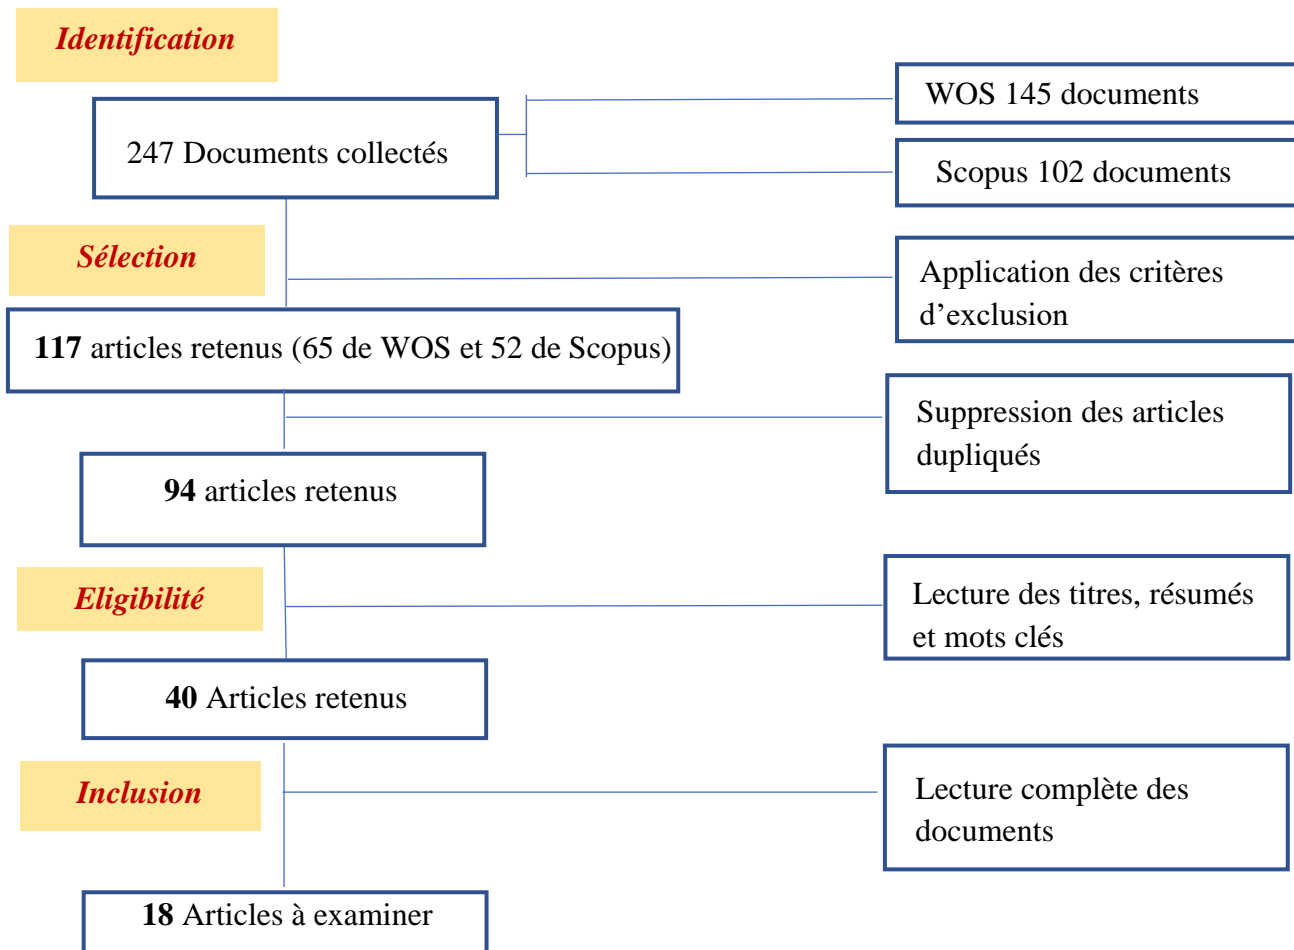 Identification
WOS 145 documents
247 Documents collectés
Scopus 102 documents
Sélection
Application des critères
d’exclusion
117 articles retenus (65 de WOS et 52 de Scopus)
Suppression des articles
dupliqués
94 articles retenus
Eligibilité
Lecture des titres, résumés
et mots clés
40 Articles retenus
Inclusion
Lecture complète des
documents
18 Articles à examiner